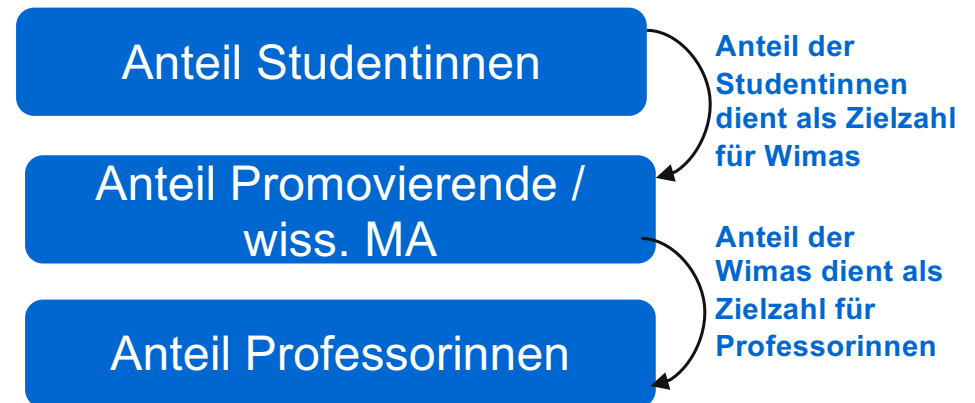 Anteil Studentinnen
Anteil der
Studentinnen
dient als Zielzahl
für Wimas
Anteil Promovierende /
wiss. MA
Anteil der
Wimas dient als
Zielzahl für
Professorinnen
Anteil Professorinnen